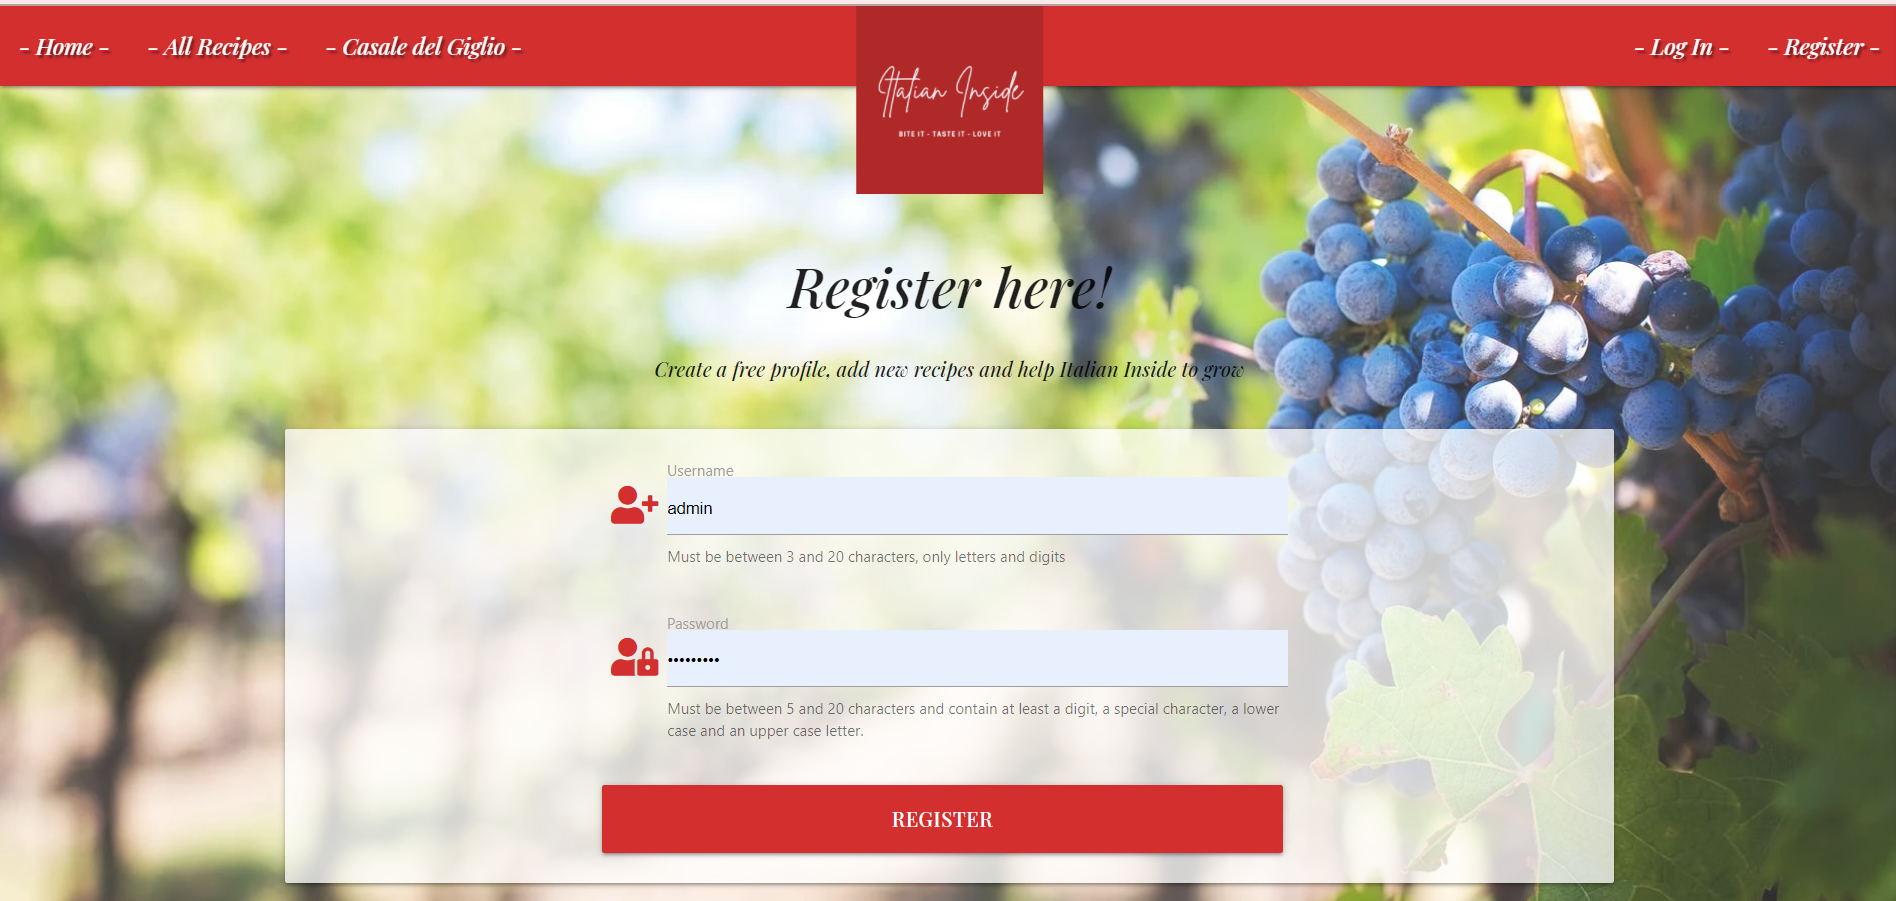 - Home -
- All Recipes -
- Casale del Giglio -
Italian Inside
BITE IT - TASTE IT - LOVE IT
- Log In -
- Register -
Register here!
Create a free profile, add new recipes and help Italian Inside to grow
Username
admin
Must be between 3 and 20 characters, only letters and digits
Password
•••••••••
Must be between 5 and 20 characters and contain at least a digit, a special character, a lower
case and an upper case letter.
REGISTER